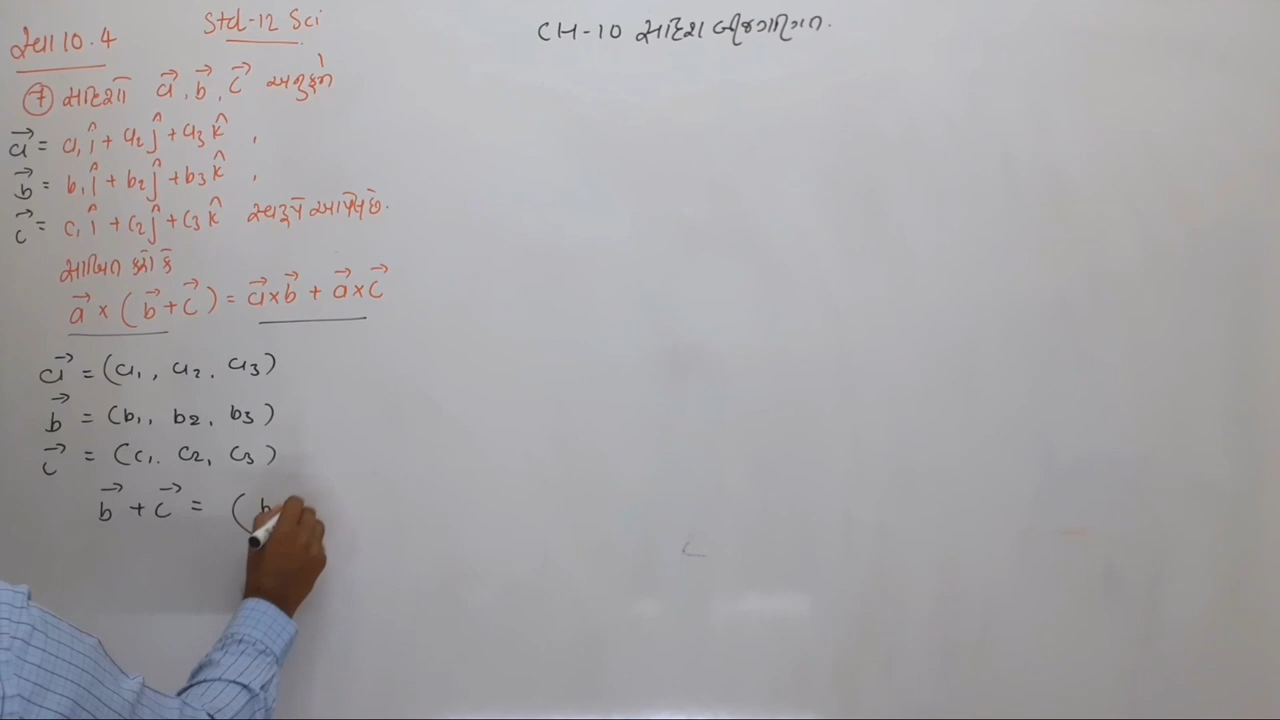 Std-12 Sci
CH-10 સદિશ બીજગણિત.
સ્વા 10.4
⑦ સદિશો a⃗, b⃗, c⃗ અનુક્રમે
a⃗ = a₁î + a₂ĵ + a₃k̂ ,
b⃗ = b₁î + b₂ĵ + b₃k̂ ,
c⃗ = c₁î + c₂ĵ + c₃k̂ સ્વરૂપે આપેલ છે.
સાબિત કરો કે
a⃗ × (b⃗ + c⃗) = a⃗ × b⃗ + a⃗ × c⃗
a⃗ = (a₁, a₂, a₃)
b⃗ = (b₁, b₂, b₃)
c⃗ = (c₁, c₂, c₃)
b⃗ + c⃗ = (b